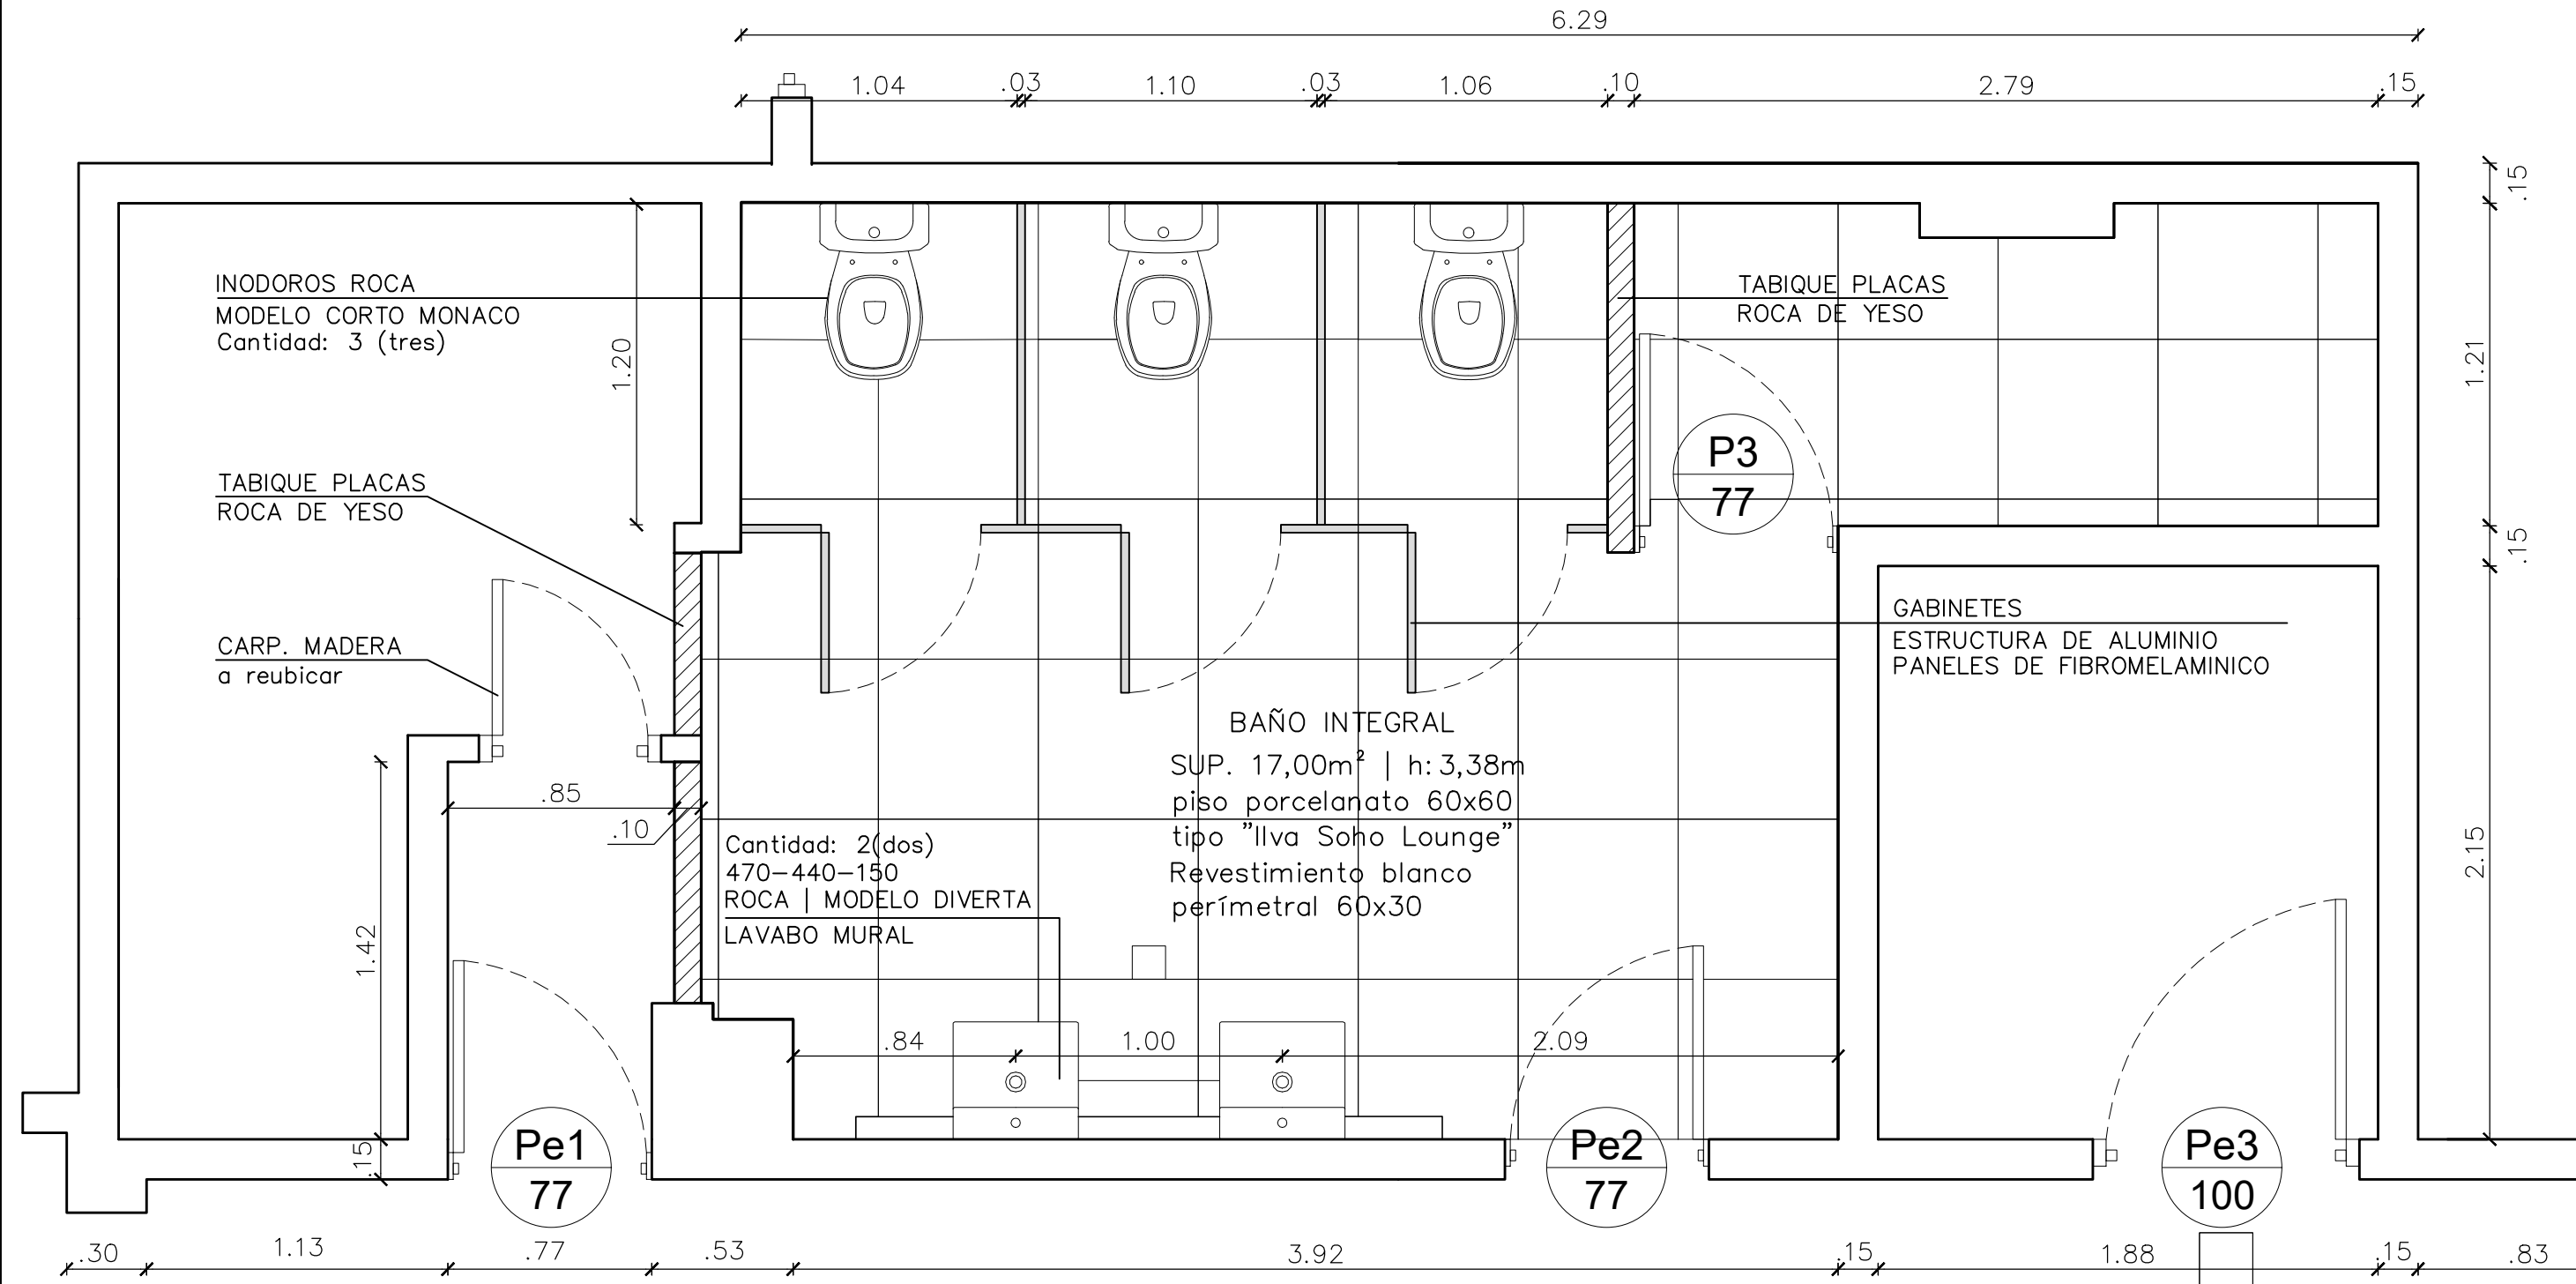 6.29
1.04
.03
1.10
.03
1.06
.10
2.79
.15
.15
INODOROS ROCA
MODELO CORTO MONACO
Cantidad: 3 (tres)
1.20
TABIQUE PLACAS
ROCA DE YESO
1.21
P3
77
TABIQUE PLACAS
ROCA DE YESO
.15
CARP. MADERA
a reubicar
GABINETES
ESTRUCTURA DE ALUMINIO
PANELES DE FIBROMELAMINICO
BAÑO INTEGRAL
SUP. 17,00m² | h: 3,38m
piso porcelanato 60x60
tipo "Ilva Soho Lounge"
Revestimiento blanco
perímetral 60x30
.85
.10
Cantidad: 2(dos)
470-440-150
ROCA | MODELO DIVERTA
LAVABO MURAL
2.15
1.42
.84
1.00
2.09
.15
Pe1
77
Pe2
77
Pe3
100
.30
1.13
.77
.53
3.92
.15
1.88
.15
.83